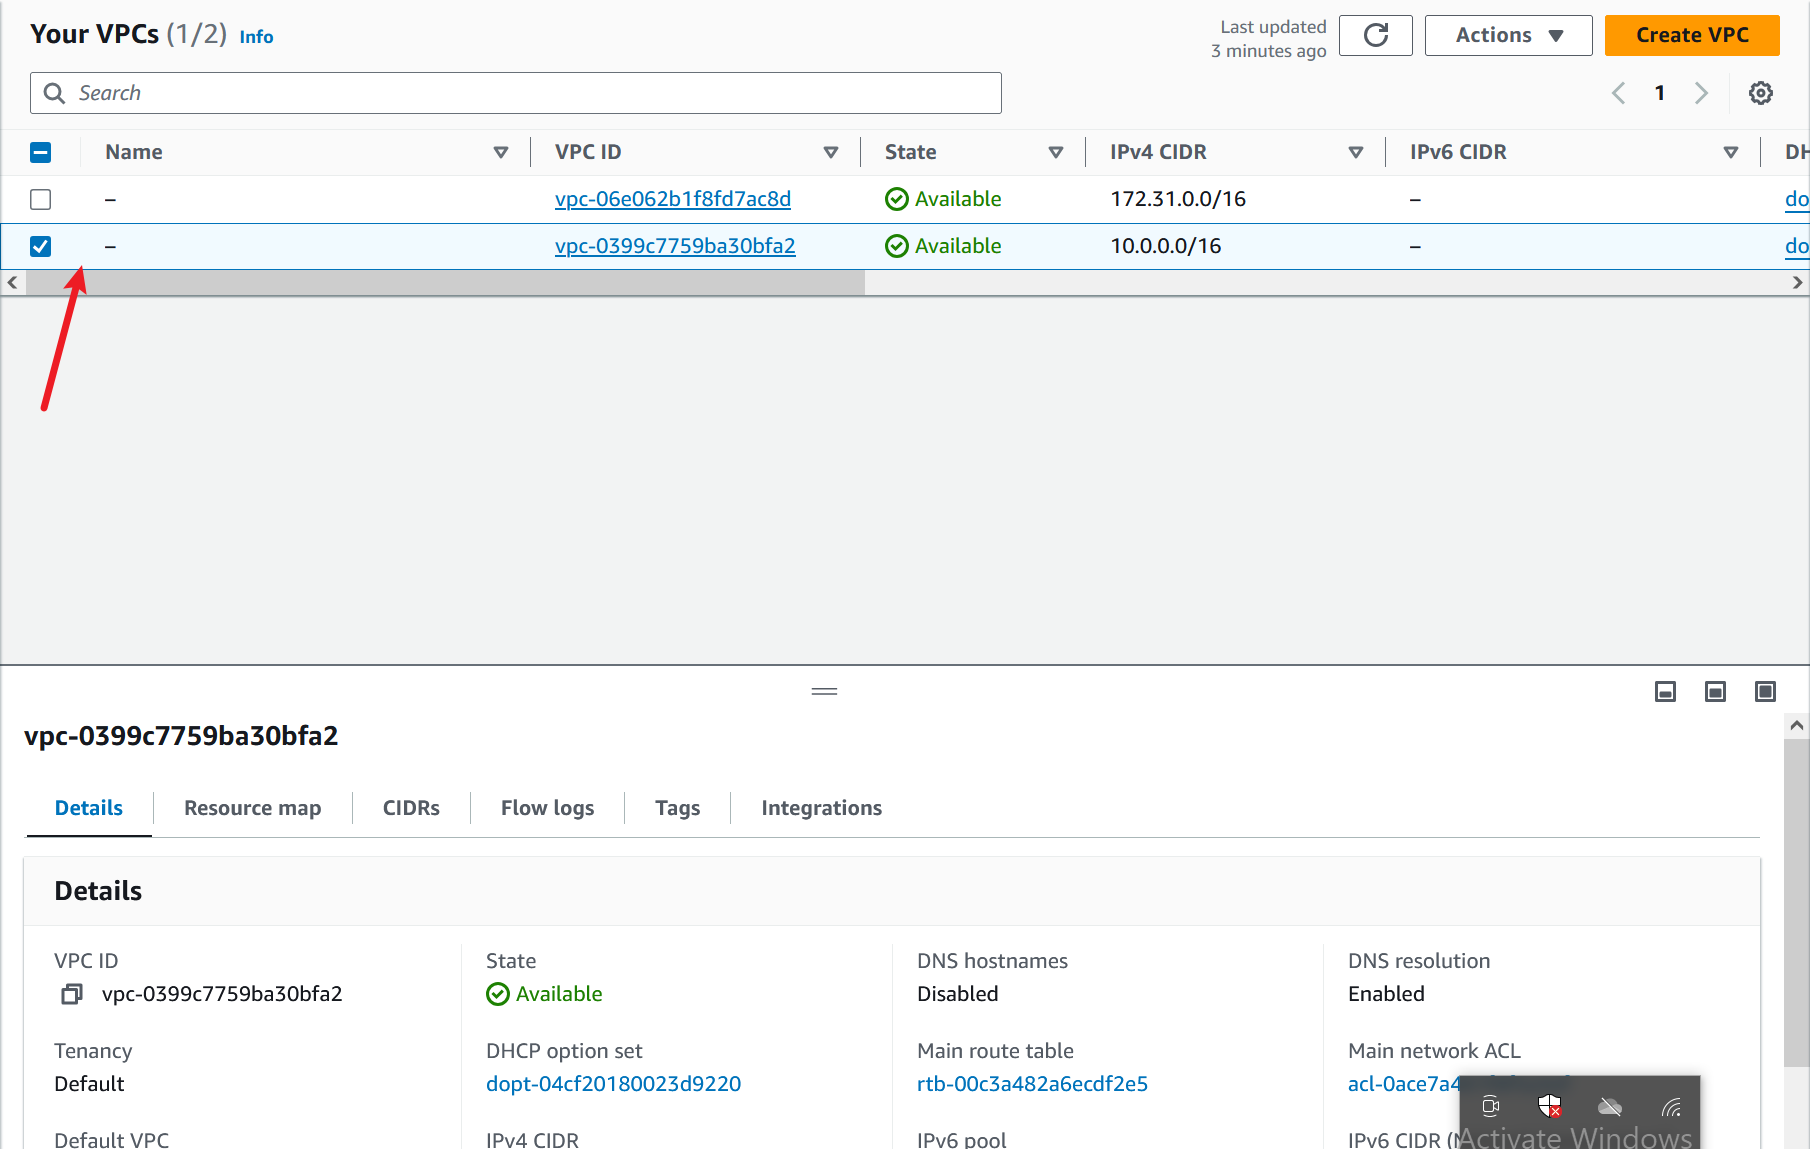 Your VPCs (1/2) Info
Last updated
3 minutes ago
Actions
Create VPC
Search
1
Name VPC ID State IPv4 CIDR IPv6 CIDR DH
– vpc-06e062b1f8fd7ac8d Available 172.31.0.0/16 – do
– vpc-0399c7759ba30bfa2 Available 10.0.0.0/16 – do
vpc-0399c7759ba30bfa2
Details Resource map CIDRs Flow logs Tags Integrations
Details
VPC ID State DNS hostnames DNS resolution
vpc-0399c7759ba30bfa2 Available Disabled Enabled
Tenancy DHCP option set Main route table Main network ACL
Default dopt-04cf20180023d9220 rtb-00c3a482a6ecdf2e5 acl-0ace7a4
Default VPC IPv4 CIDR IPv6 pool IPv6 CIDR
Activate Windows